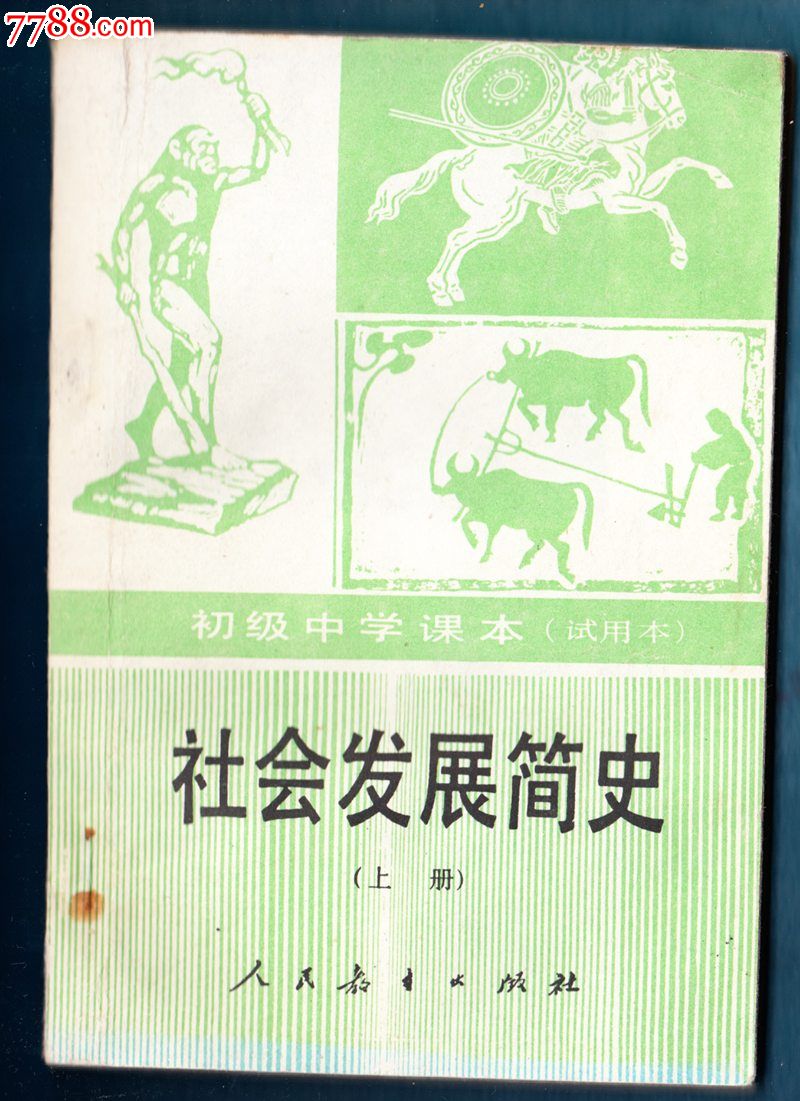 7788.com
初级中学课本(试用本)
社会发展简史
(上 册)
人民教育出版社